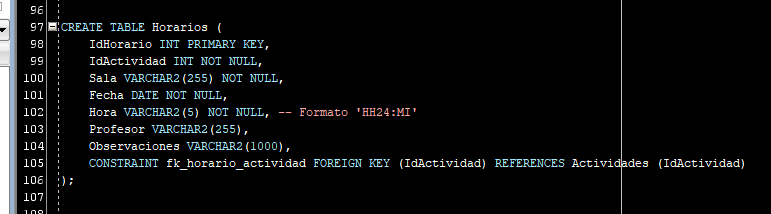 96
97 CREATE TABLE Horarios (
98 IdHorario INT PRIMARY KEY,
99 IdActividad INT NOT NULL,
100 Sala VARCHAR2(255) NOT NULL,
101 Fecha DATE NOT NULL,
102 Hora VARCHAR2(5) NOT NULL, -- Formato 'HH24:MI'
103 Profesor VARCHAR2(255),
104 Observaciones VARCHAR2(1000),
105 CONSTRAINT fk_horario_actividad FOREIGN KEY (IdActividad) REFERENCES Actividades (IdActividad)
106 );
107
108